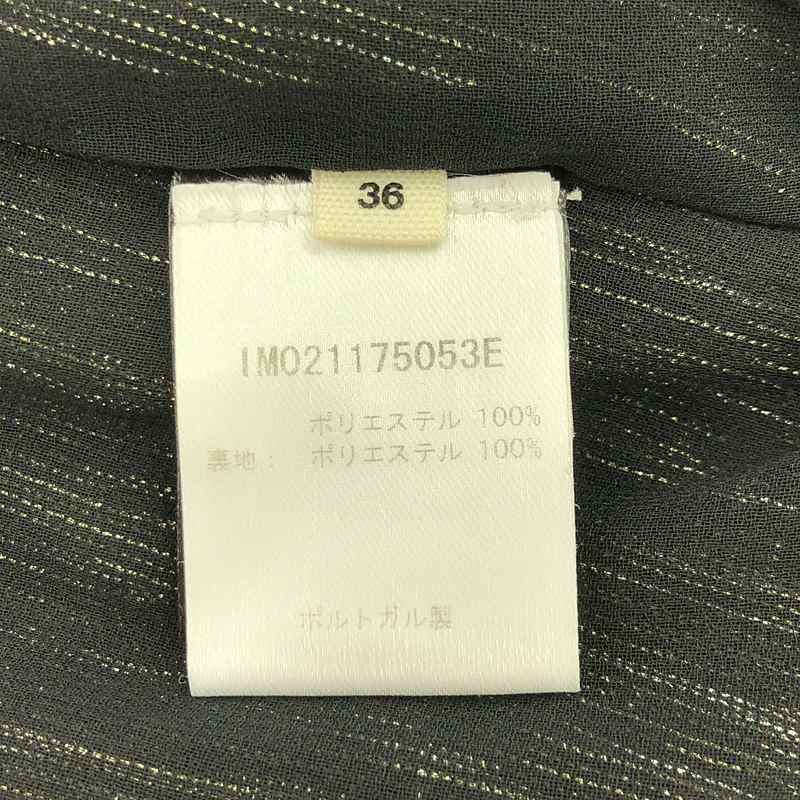 36
IM021175053E
ポリエステル 100%
裏地： ポリエステル 100%
ポルトガル製